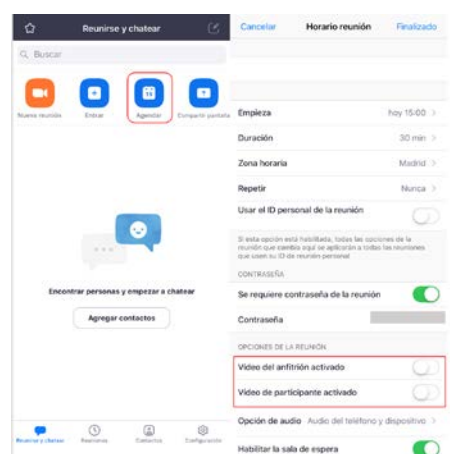 Reunirse y chatear
Buscar
Nueva reunión
Entrar
Agendar
Compartir pantalla
Encontrar personas y empezar a chatear
Agregar contactos
Reunirse y chatear
Reuniones
Contactos
Configuración
Cancelar
Horario reunión
Finalizado
Empieza
hoy 15:00
Duración
30 min
Zona horaria
Madrid
Repetir
Nunca
Usar el ID personal de la reunión
Si esta opción está habilitada, todas las opciones de la
reunión que cambie aquí se aplicarán a todas las reuniones
que usen su ID de reunión personal
CONTRASEÑA
Se requiere contraseña de la reunión
Contraseña
OPCIONES DE LA REUNIÓN
Video del anfitrión activado
Video de participante activado
Opción de audio
Audio del teléfono y dispositivo
Habilitar la sala de espera